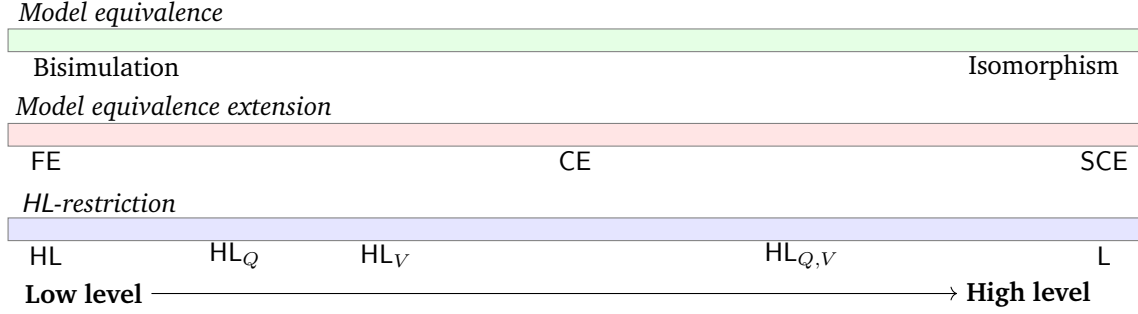 Model equivalence
Bisimulation Isomorphism
Model equivalence extension
FE CE SCE
HL-restriction
HL HL_Q HL_V HL_{Q,V} L
Low level High level